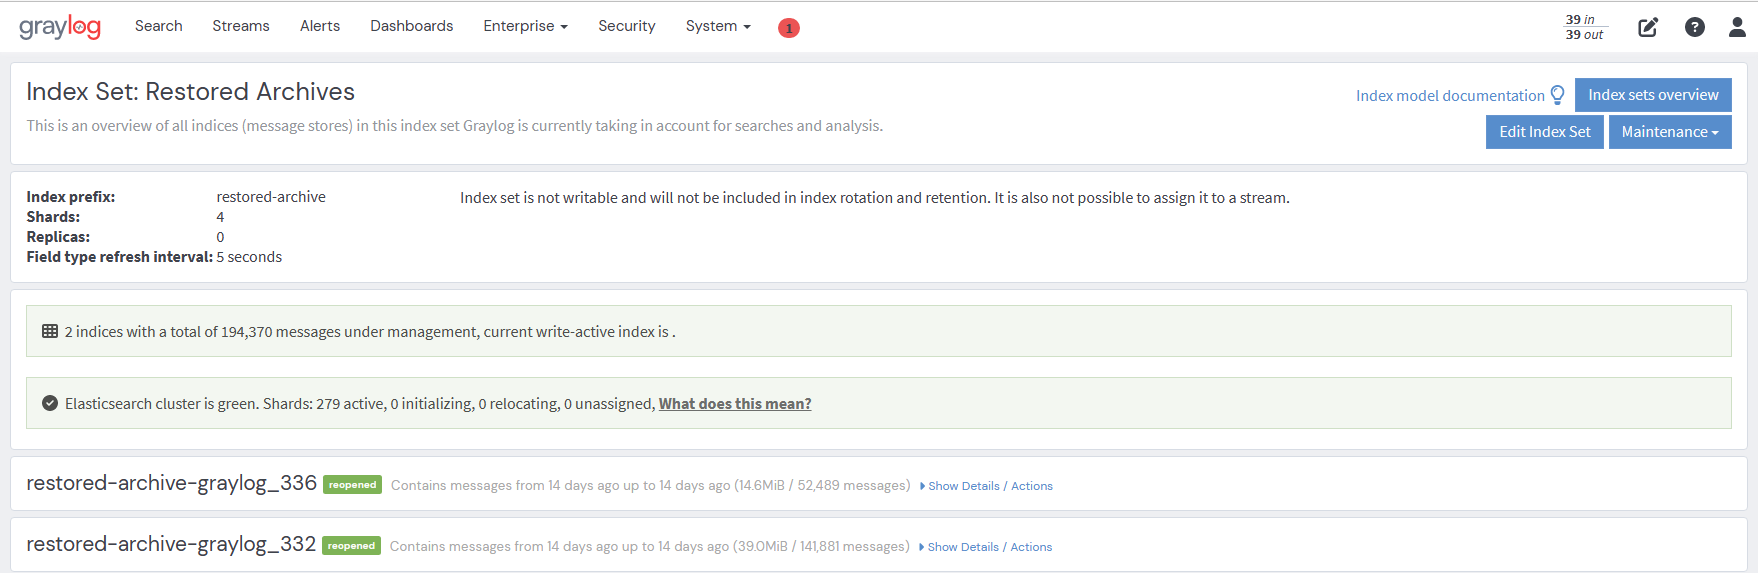 graylog Search Streams Alerts Dashboards Enterprise Security System 1 39 in
39 out
Index Set: Restored Archives
Index model documentation Index sets overview
This is an overview of all indices (message stores) in this index set Graylog is currently taking in account for searches and analysis.
Edit Index Set Maintenance
Index prefix: restored-archive
Index set is not writable and will not be included in index rotation and retention. It is also not possible to assign it to a stream.
Shards: 4
Replicas: 0
Field type refresh interval: 5 seconds
2 indices with a total of 194,370 messages under management, current write-active index is .
Elasticsearch cluster is green. Shards: 279 active, 0 initializing, 0 relocating, 0 unassigned, What does this mean?
restored-archive-graylog_336 reopened Contains messages from 14 days ago up to 14 days ago (14.6MiB / 52,489 messages) Show Details / Actions
restored-archive-graylog_332 reopened Contains messages from 14 days ago up to 14 days ago (39.0MiB / 141,881 messages) Show Details / Actions